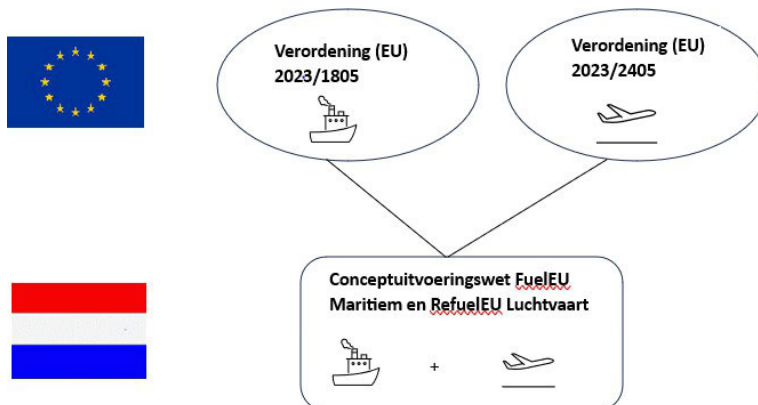 Verordening (EU)
2023/1805
Verordening (EU)
2023/2405
Conceptuitvoeringswet FuelEU
Maritiem en RefuelEU Luchtvaart
+